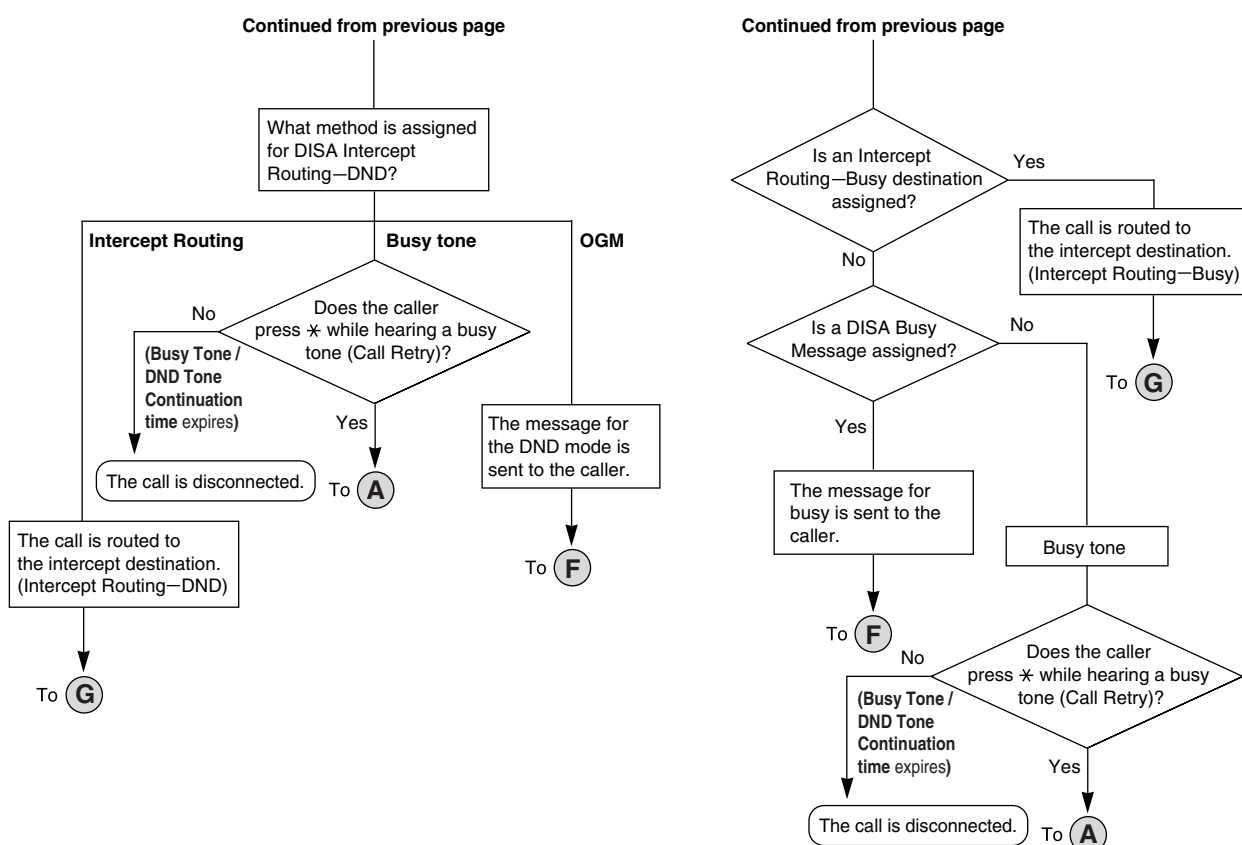 Continued from previous page
What method is assigned
for DISA Intercept
Routing—DND?
Intercept Routing
Busy tone
OGM
No
Does the caller
press ✳ while hearing a busy
tone (Call Retry)?
(Busy Tone /
DND Tone
Continuation
time expires)
Yes
The call is disconnected.
To A
The message for
the DND mode is
sent to the caller.
To F
The call is routed to
the intercept destination.
(Intercept Routing—DND)
To G
Continued from previous page
Is an Intercept
Routing—Busy destination
assigned?
Yes
The call is routed to
the intercept destination.
(Intercept Routing—Busy)
To G
No
Is a DISA Busy
Message assigned?
No
Yes
The message for
busy is sent to the
caller.
To F
Busy tone
Does the caller
press ✳ while hearing a busy
tone (Call Retry)?
No
(Busy Tone /
DND Tone
Continuation
time expires)
Yes
The call is disconnected.
To A